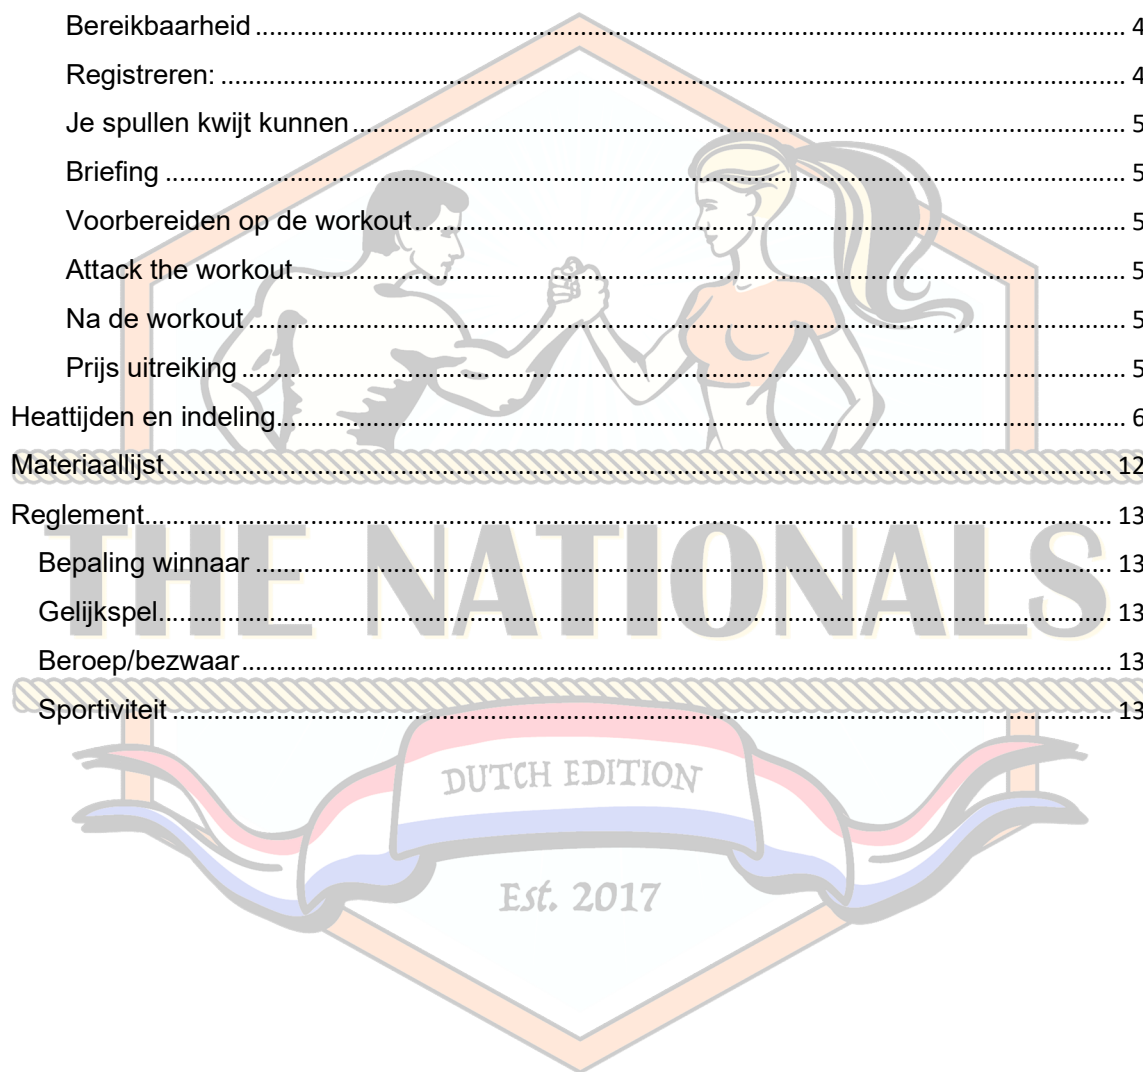 Bereikbaarheid ........ 4
Registreren: ........ 4
Je spullen kwijt kunnen ........ 5
Briefing ........ 5
Voorbereiden op de workout ........ 5
Attack the workout ........ 5
Na de workout ........ 5
Prijs uitreiking ........ 5
Heattijden en indeling ........ 6
Materiaallijst ........ 12
Reglement ........ 13
Bepaling winnaar ........ 13
Gelijkspel ........ 13
Beroep/bezwaar ........ 13
Sportiviteit ........ 13
THE NATIONALS
DUTCH EDITION
Est. 2017